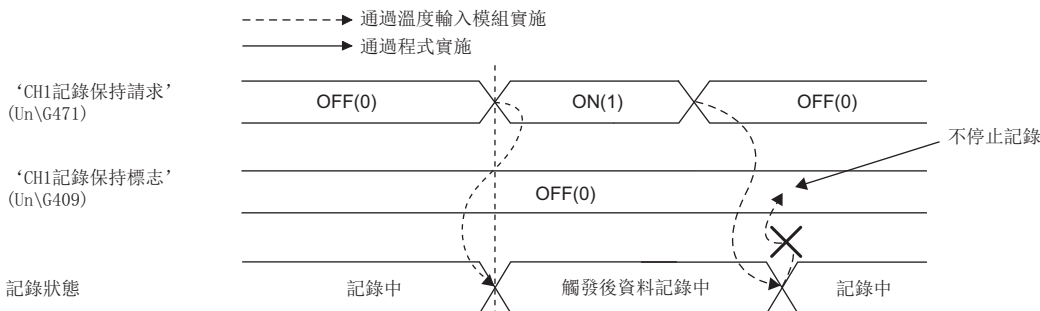 通過溫度輸入模組實施
通過程式實施
‘CH1記錄保持請求’
(Un\G471)
OFF(0)
ON(1)
OFF(0)
不停止記錄
‘CH1記錄保持標志’
(Un\G409)
OFF(0)
記錄狀態
記錄中
觸發後資料記錄中
記錄中